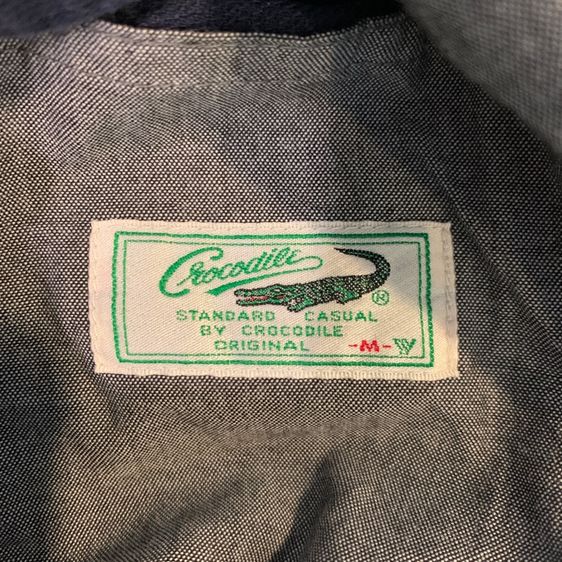 Crocodile
®
STANDARD CASUAL
BY CROCODILE
ORIGINAL -M-